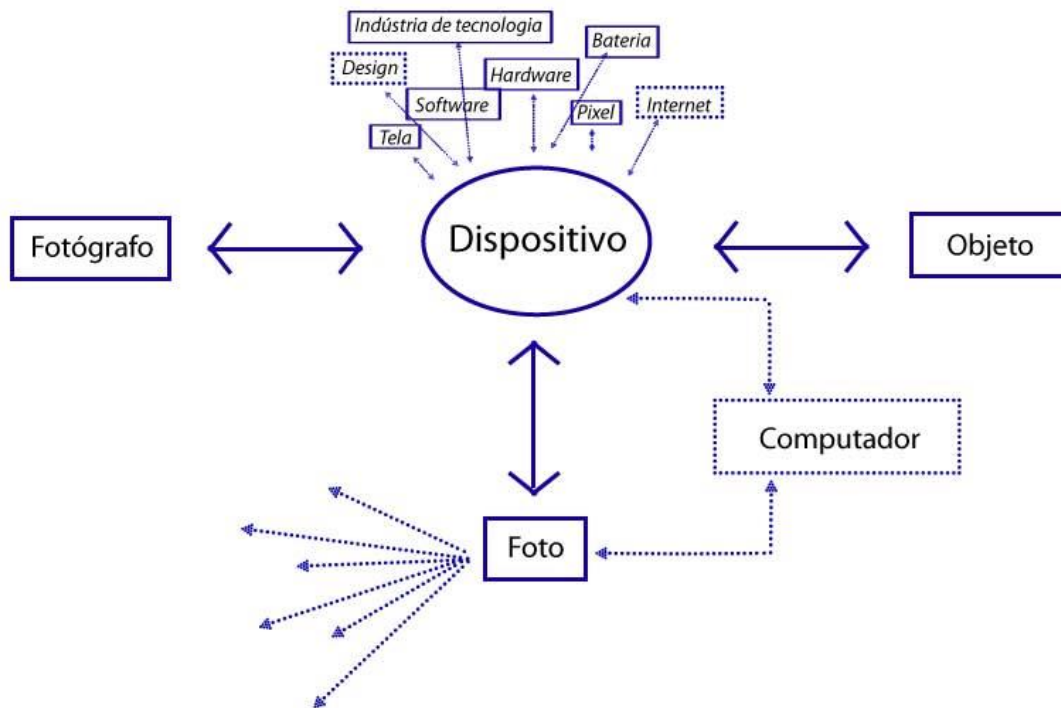 Indústria de tecnologia
Bateria
Design
Hardware
Software
Pixel
Internet
Tela
Fotógrafo
Dispositivo
Objeto
Computador
Foto